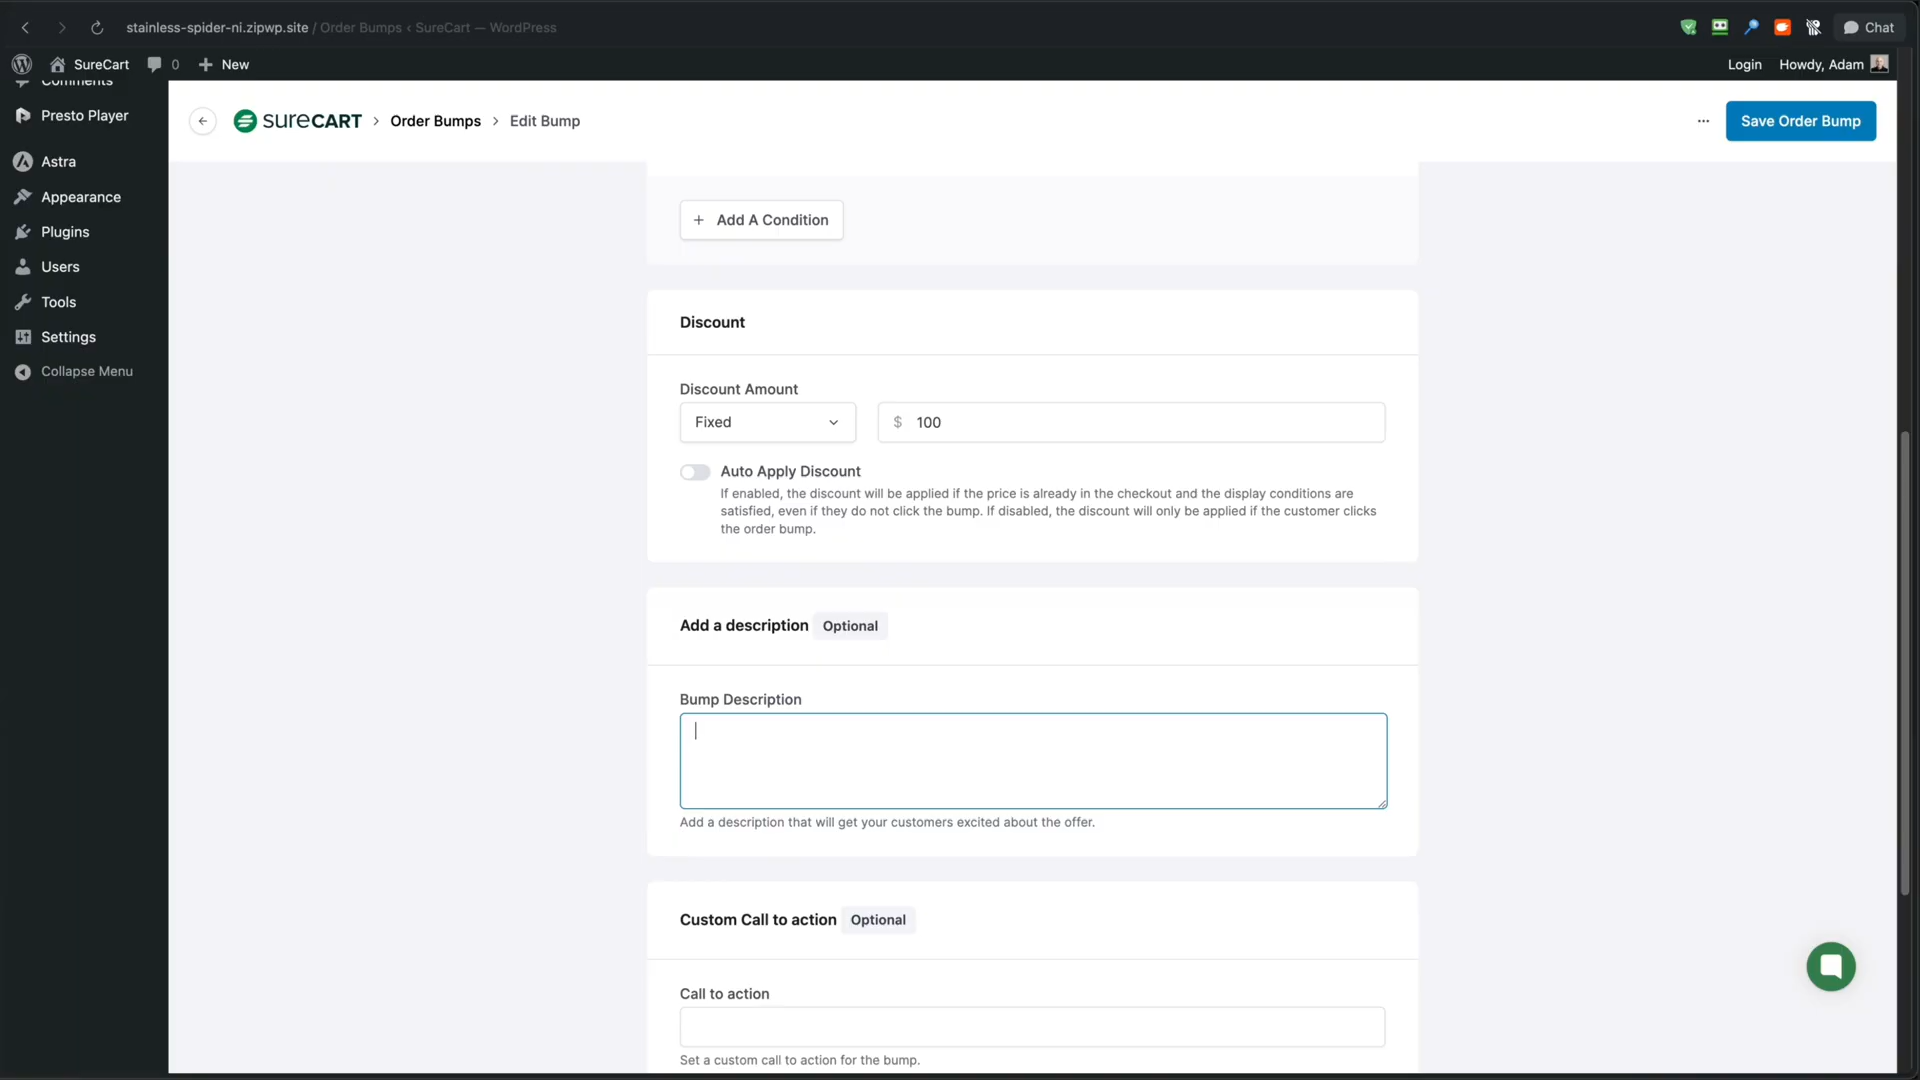 stainless-spider-ni.zipwp.site / Order Bumps ‹ SureCart — WordPress
Chat
SureCart
0
New
Login
Howdy, Adam
Comments
Presto Player
Astra
Appearance
Plugins
Users
Tools
Settings
Collapse Menu
SURECART
Order Bumps
Edit Bump
Save Order Bump
Add A Condition
Discount
Discount Amount
Fixed
$ 100
Auto Apply Discount
If enabled, the discount will be applied if the price is already in the checkout and the display conditions are
satisfied, even if they do not click the bump. If disabled, the discount will only be applied if the customer clicks
the order bump.
Add a description
Optional
Bump Description
Add a description that will get your customers excited about the offer.
Custom Call to action
Optional
Call to action
Set a custom call to action for the bump.